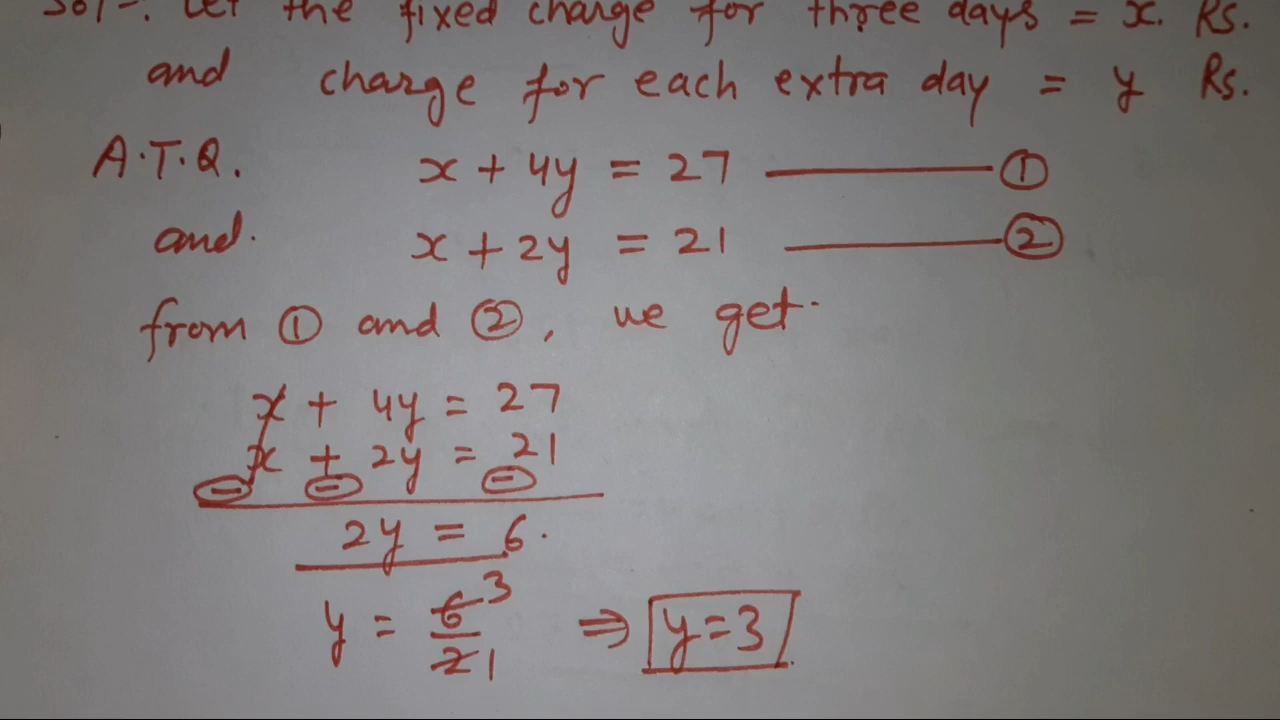 Sol-. Let the fixed charge for three days = x. Rs.
and charge for each extra day = y Rs.
A.T.Q. x + 4y = 27 ——— ①
and. x + 2y = 21 ——— ②
from ① and ②, we get.
x + 4y = 27
x + 2y = 21
⊖ ⊖ ⊖
2y = 6.
y = 6/2 3/1 ⇒ y=3